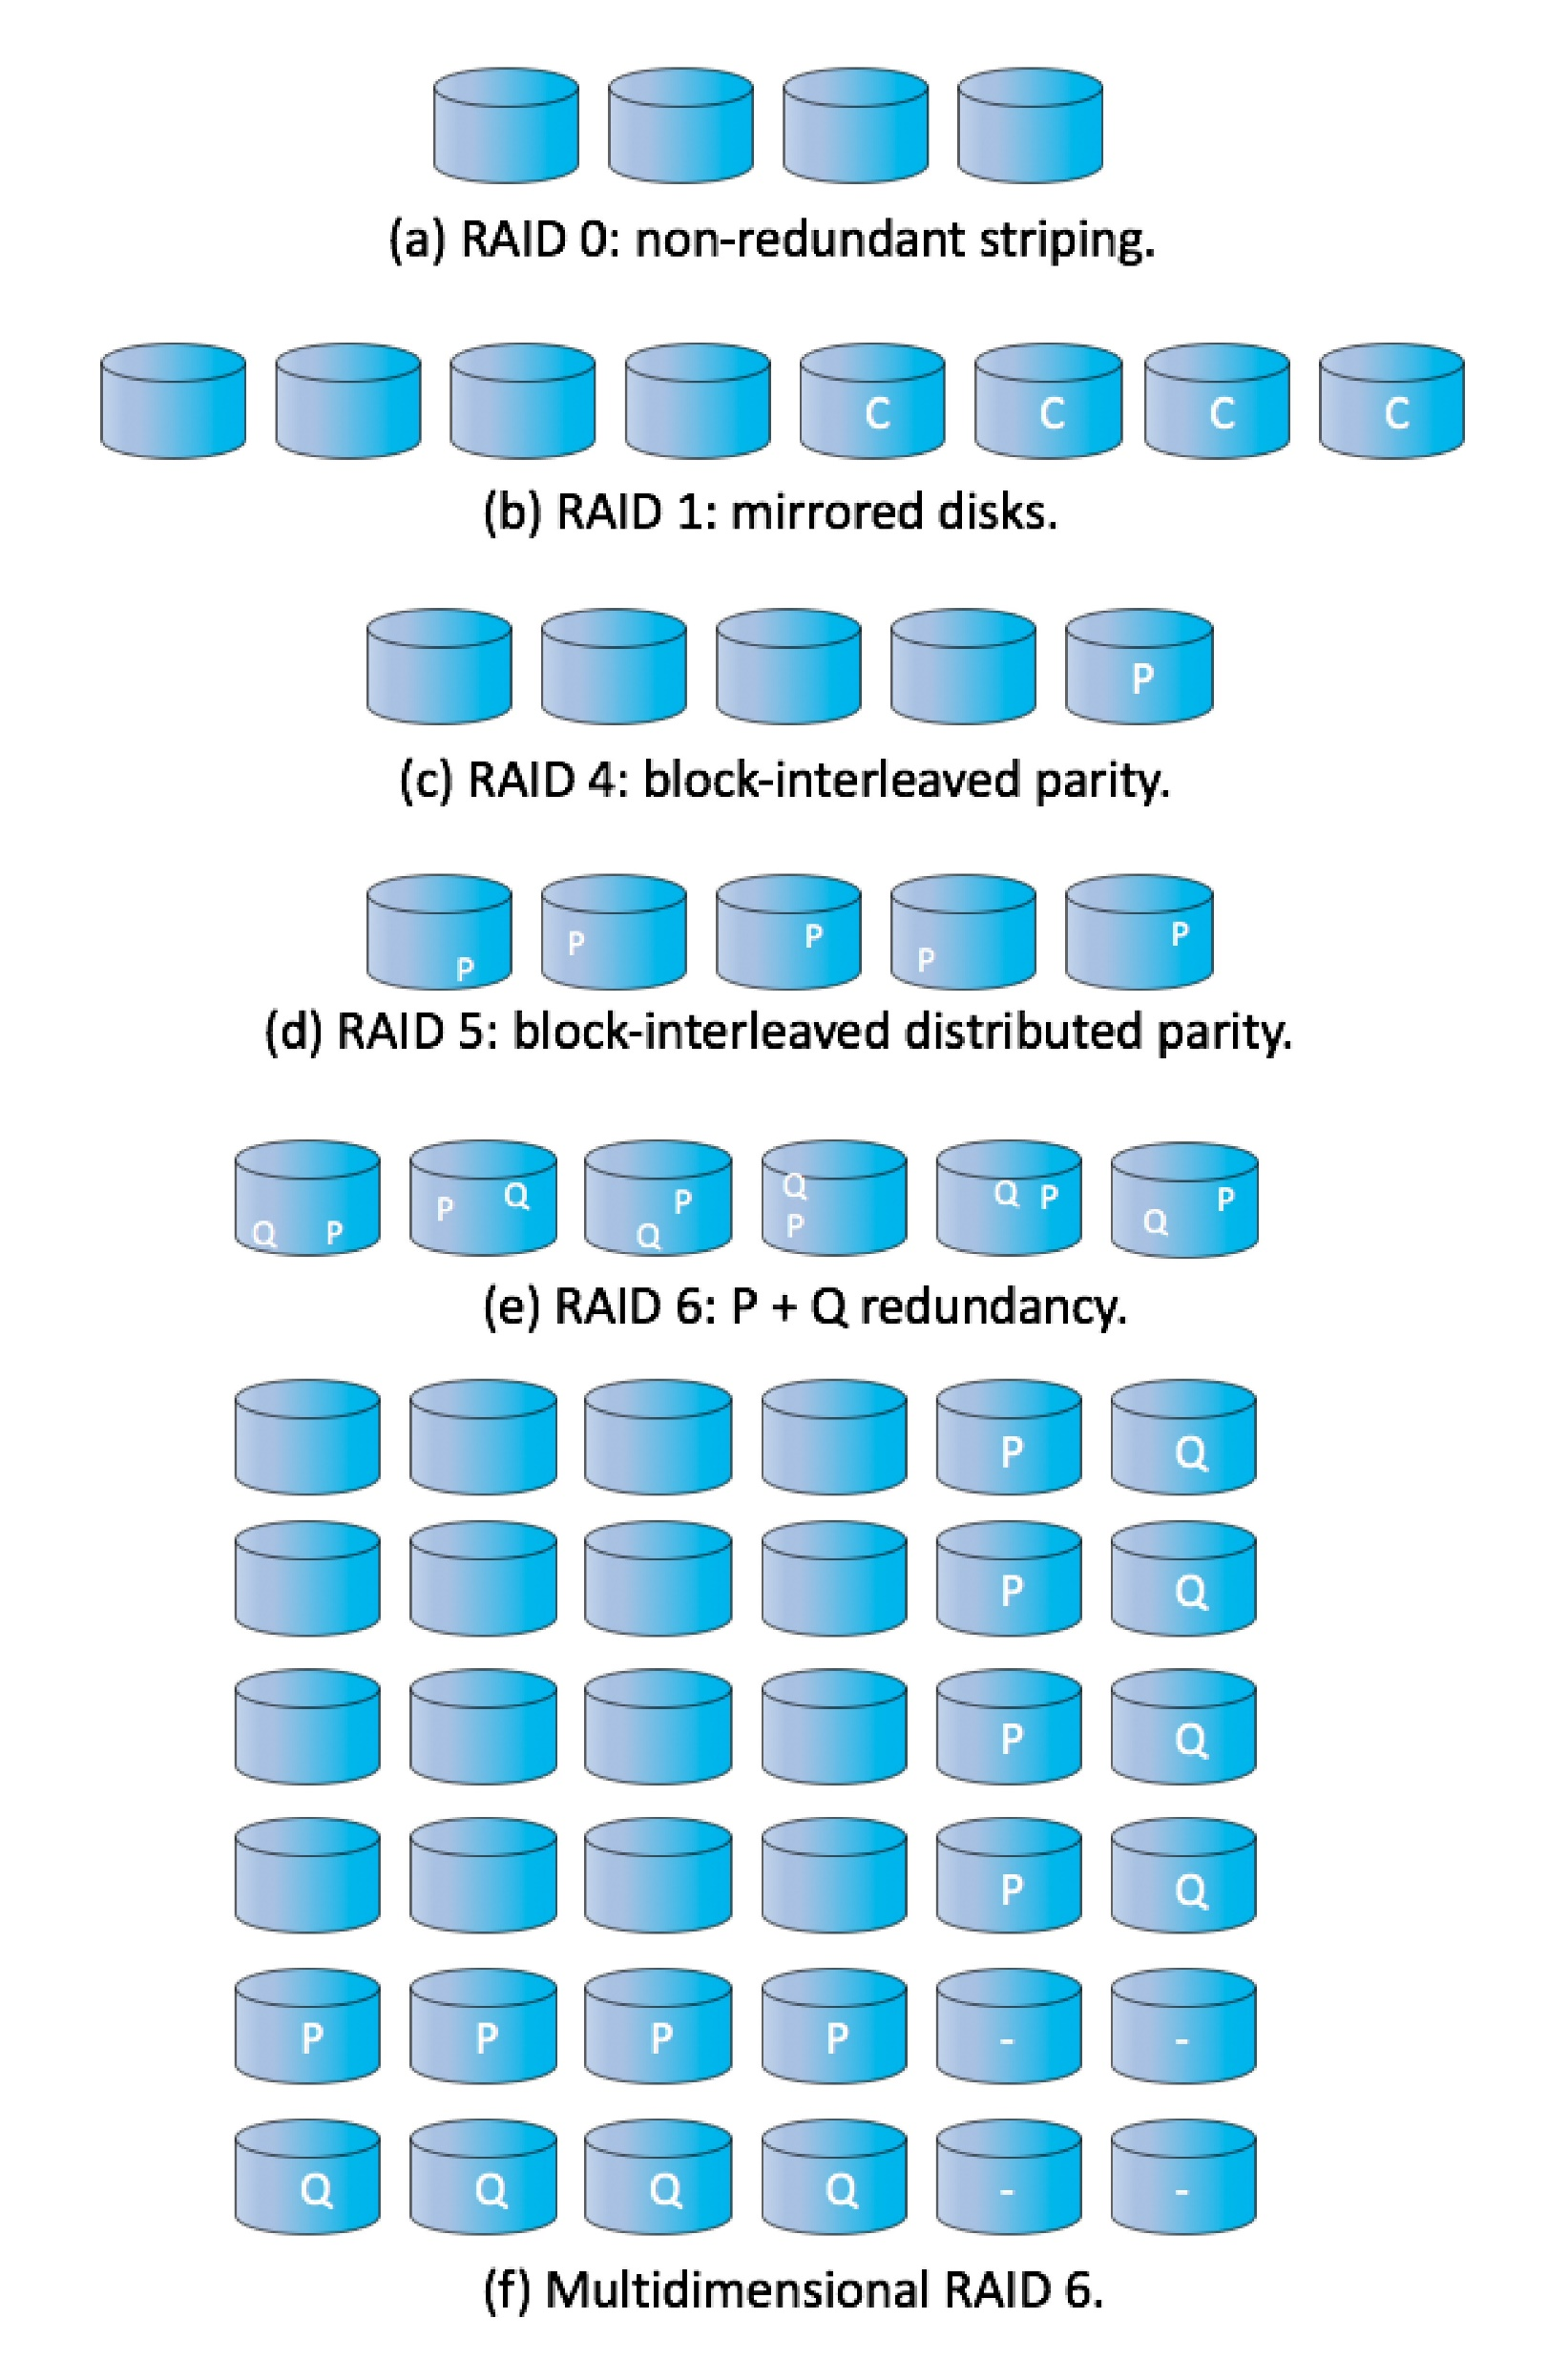 (a) RAID 0: non-redundant striping.
C C C C
(b) RAID 1: mirrored disks.
P
(c) RAID 4: block-interleaved parity.
P P P P P
(d) RAID 5: block-interleaved distributed parity.
Q P P Q P Q Q P Q P Q P
(e) RAID 6: P + Q redundancy.
P Q
P Q
P Q
P Q
P P P P - -
Q Q Q Q - -
(f) Multidimensional RAID 6.